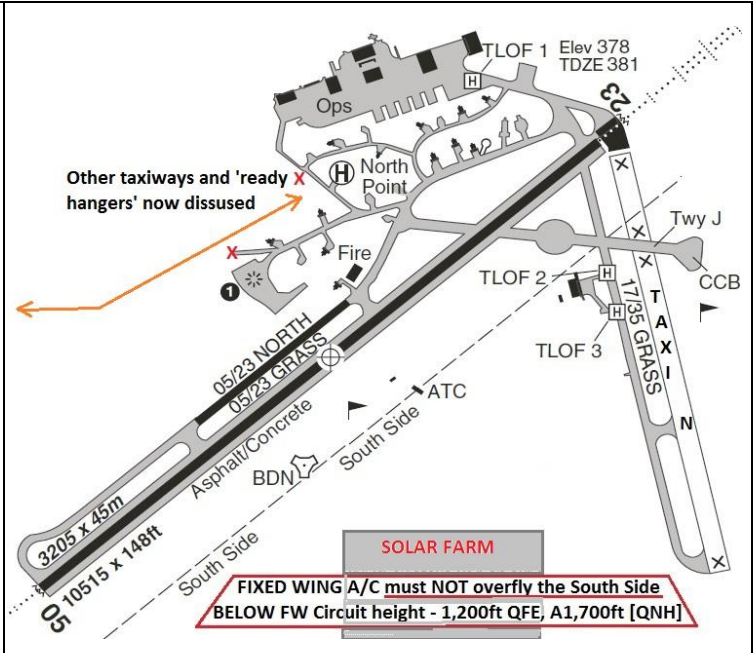 TLOF 1
Elev 378
TDZE 381
Ops
23
H
Other taxiways and 'ready
hangers' now dissused
X
H
North
Point
X
Fire
1
Twy J
CCB
TLOF 2
H
TLOF 3
H
17/35 GRASS
TAXI
N
05/23 NORTH
05/23 GRASS
Asphalt/Concrete
ATC
South Side
BDN
South Side
3205 x 45m
10515 x 148ft
05
SOLAR FARM
FIXED WING A/C must NOT overfly the South Side
BELOW FW Circuit height - 1,200ft QFE, A1,700ft [QNH]